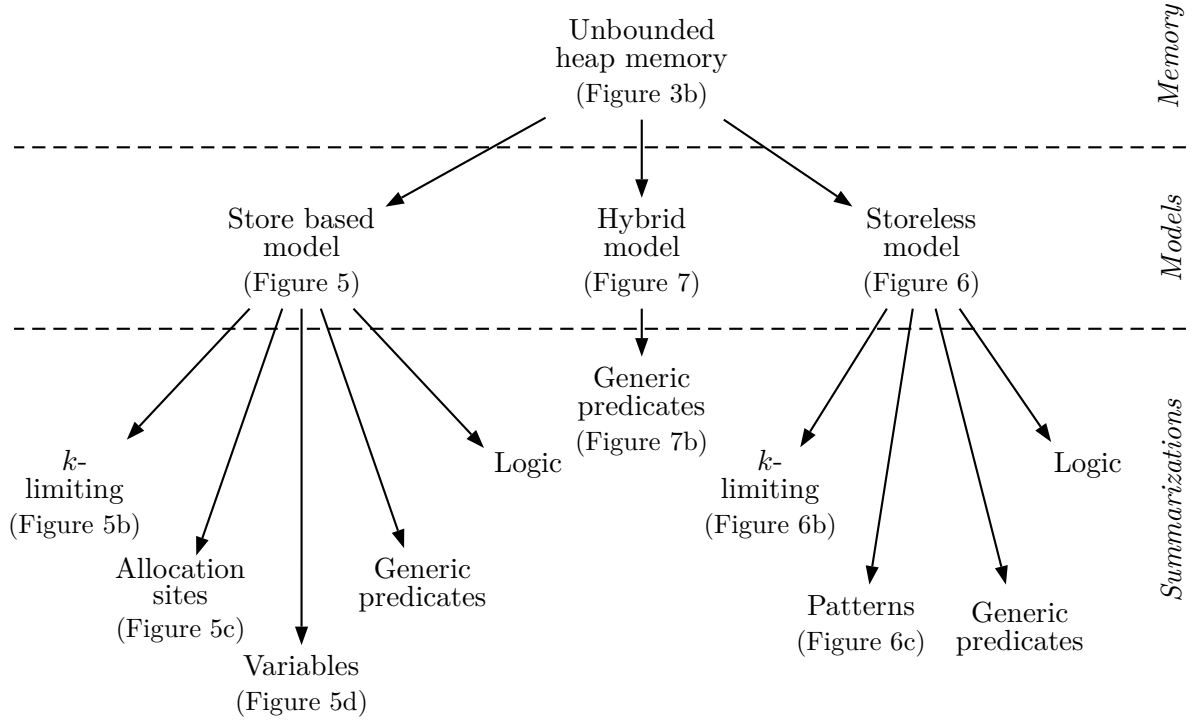 Unbounded
heap memory
(Figure 3b)
Memory
Store based
model
(Figure 5)
Hybrid
model
(Figure 7)
Storeless
model
(Figure 6)
Models
k-
limiting
(Figure 5b)
Allocation
sites
(Figure 5c)
Variables
(Figure 5d)
Generic
predicates
Logic
Generic
predicates
(Figure 7b)
k-
limiting
(Figure 6b)
Patterns
(Figure 6c)
Generic
predicates
Logic
Summarizations